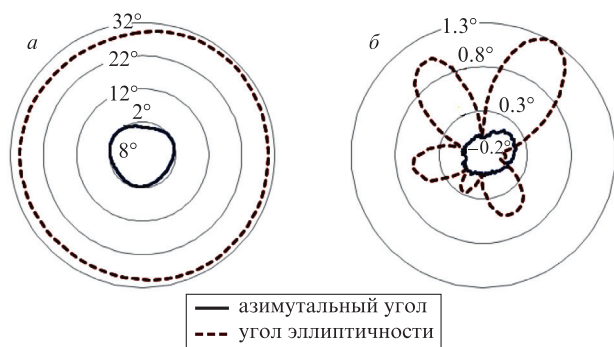 а
32°
22°
12°
2°
8°
б
1.3°
0.8°
0.3°
–0.2°
азимутальный угол
угол эллиптичности